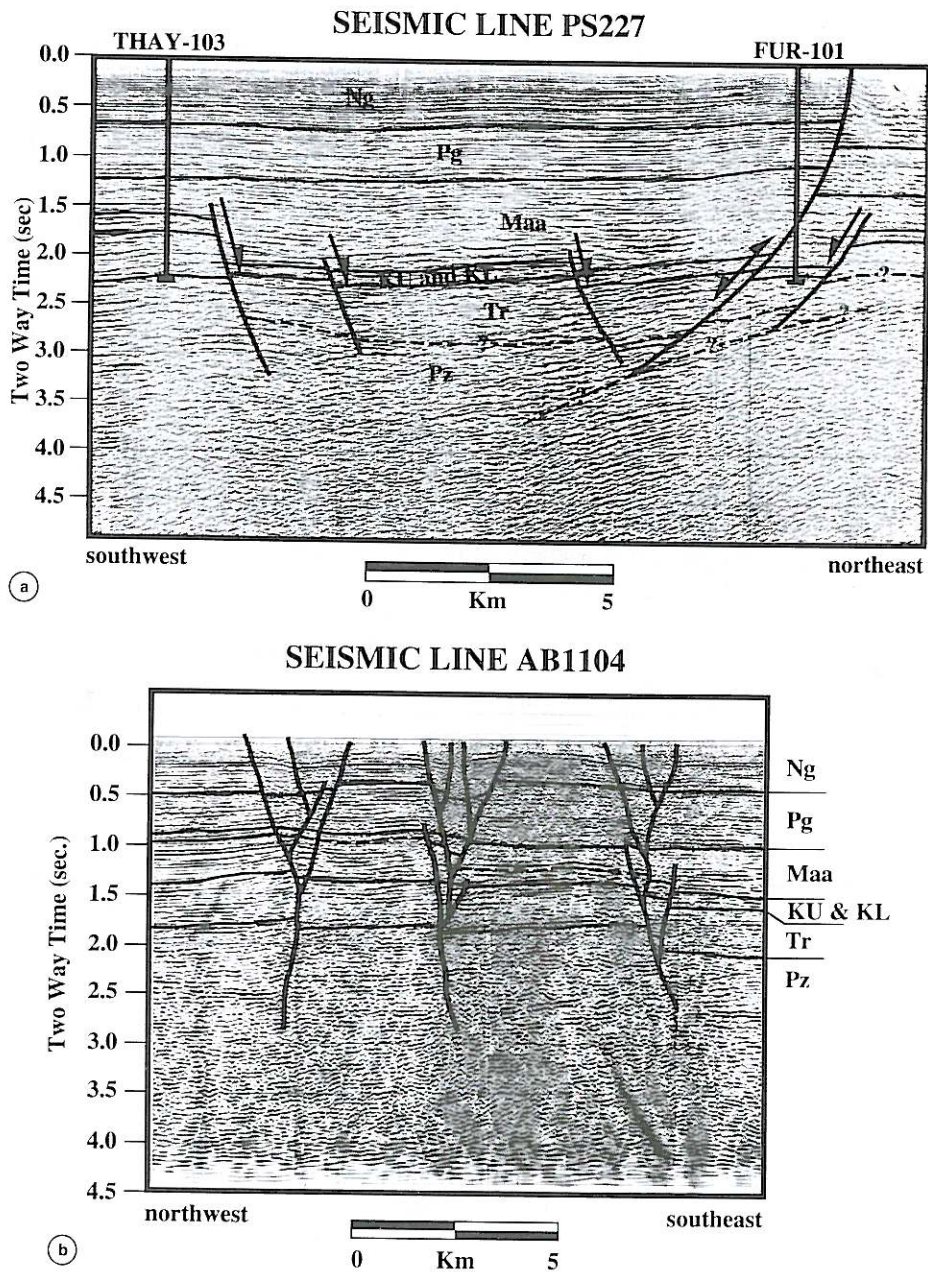 SEISMIC LINE PS227
THAY-103
FUR-101
0.0
0.5
1.0
1.5
2.0
2.5
3.0
3.5
4.0
4.5
Two Way Time (sec)
Ng
Pg
Maa
KU and KL
Tr
Pz
?
?
?
?
?
southwest
northeast
0
Km
5
a
SEISMIC LINE AB1104
0.0
0.5
1.0
1.5
2.0
2.5
3.0
3.5
4.0
4.5
Two Way Time (sec.)
Ng
Pg
Maa
KU & KL
Tr
Pz
northwest
southeast
0
Km
5
b